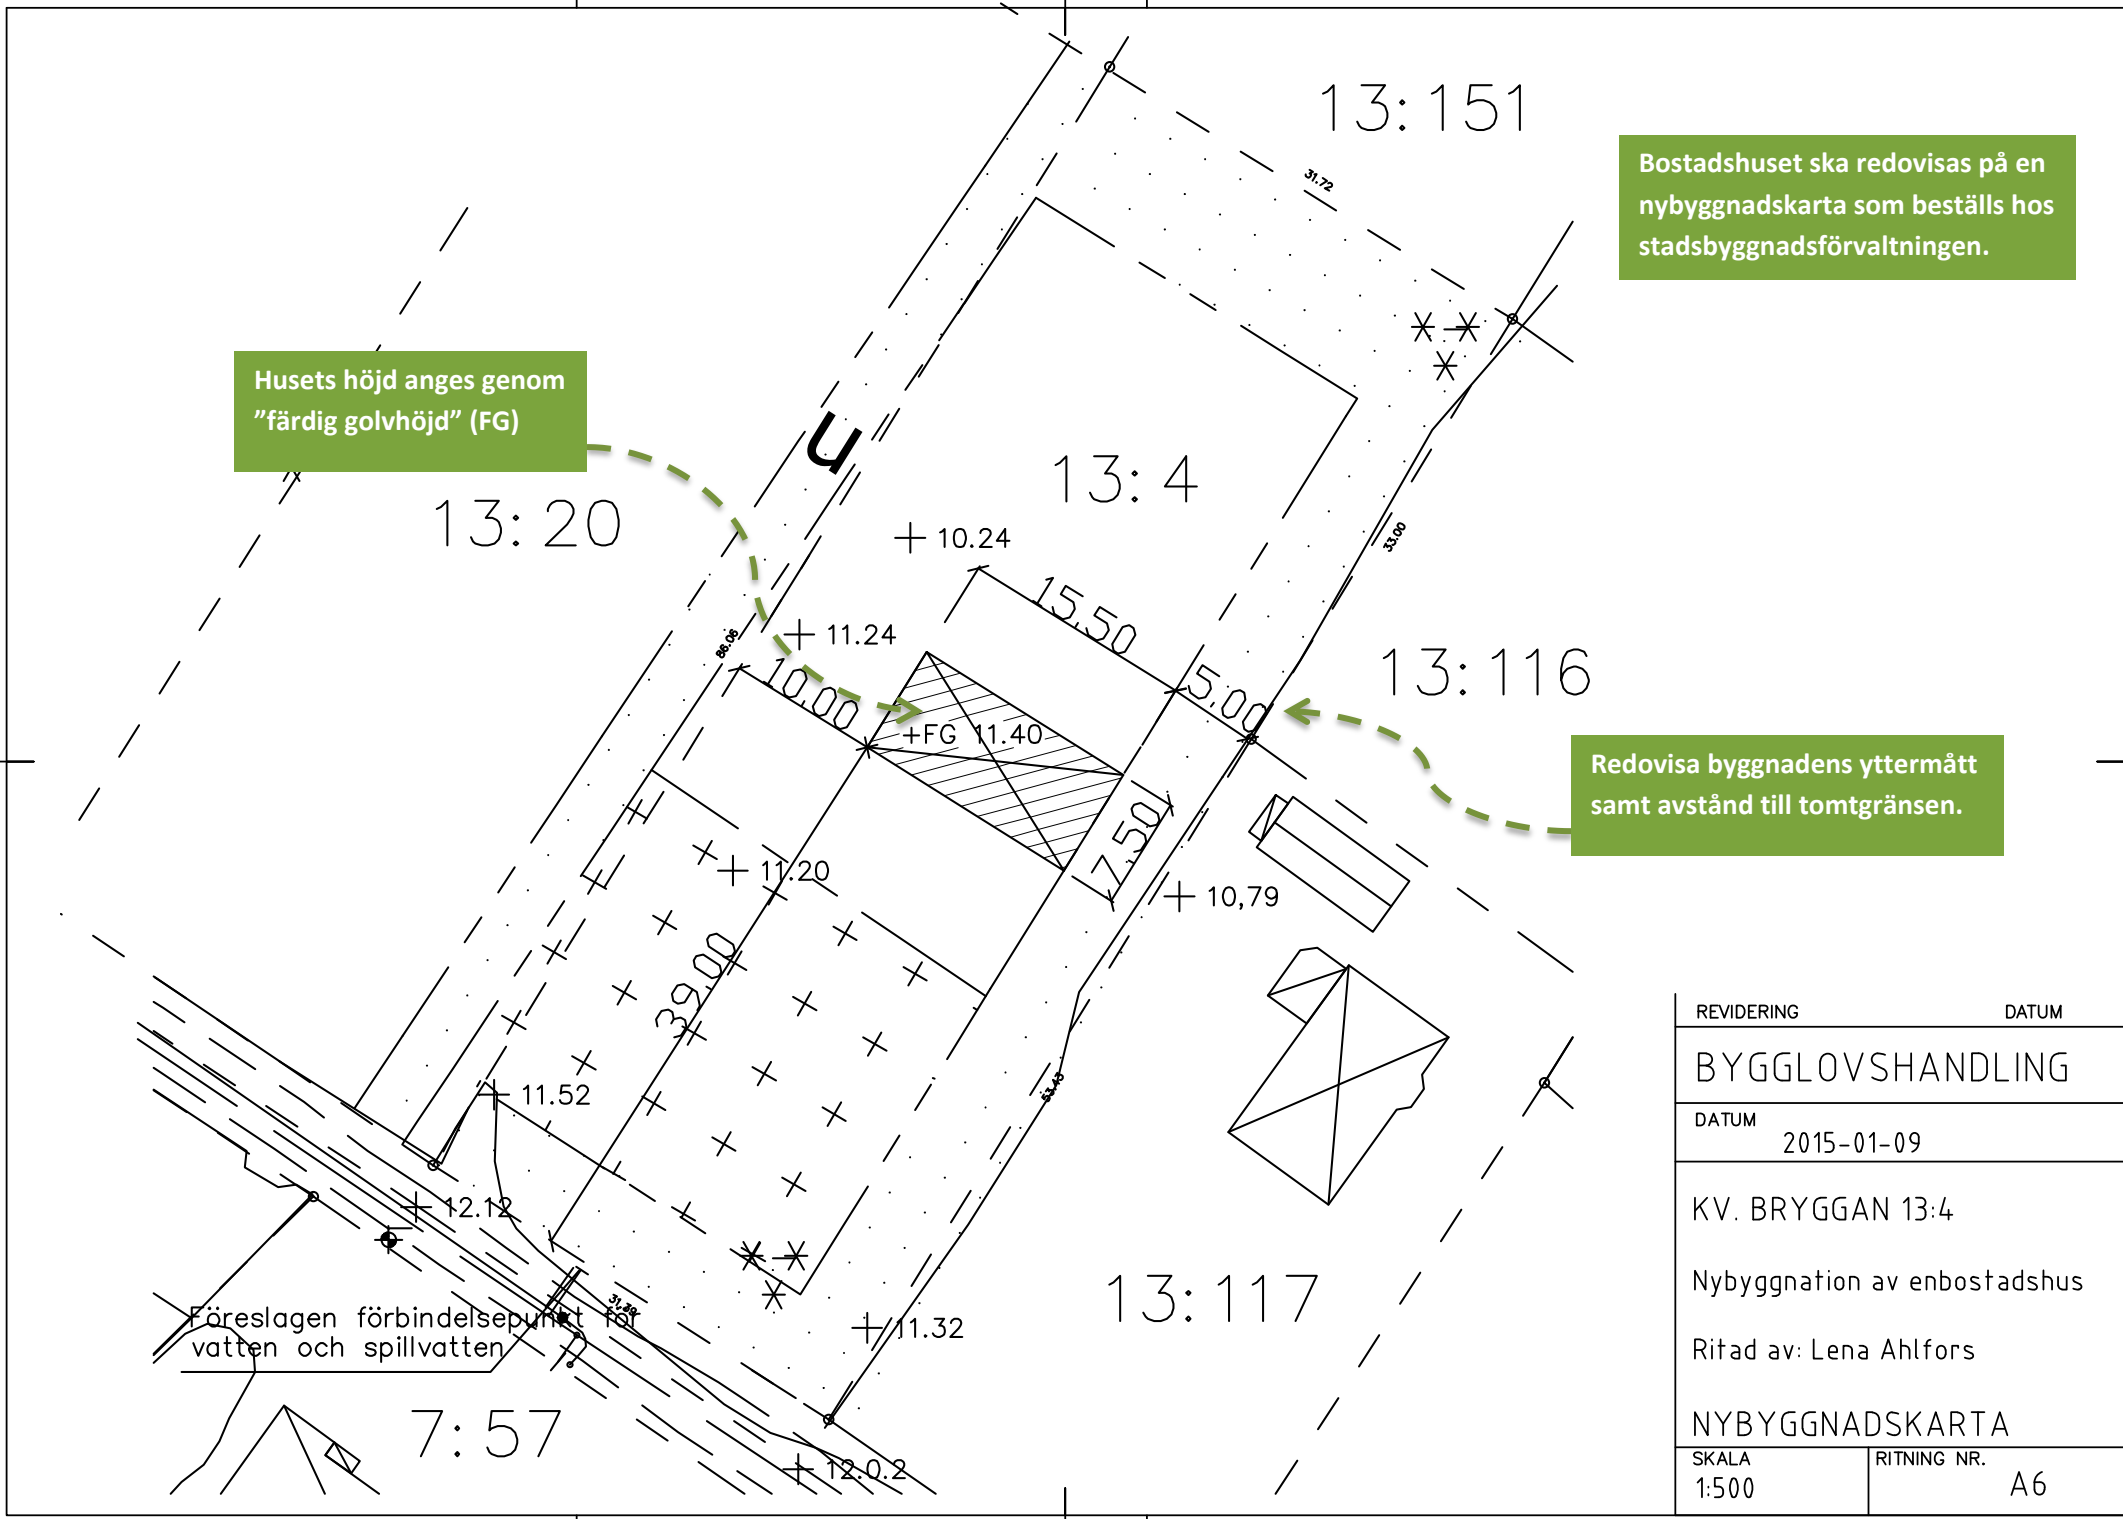 13:151
Bostadshuset ska redovisas på en
nybyggnadskarta som beställs hos
stadsbyggnadsförvaltningen.
31.72
Husets höjd anges genom
”färdig golvhöjd” (FG)
u
13:4
13:20
10.24
33.00
15,50
11.24
86.06
13:116
10,00
5,00
+FG 11.40
Redovisa byggnadens yttermått
samt avstånd till tomtgränsen.
7,50
11.20
10,79
39,00
53.43
11.52
12.12
13:117
31.39
Föreslagen förbindelsepunkt för
vatten och spillvatten
11.32
7:57
12.0.2
REVIDERING DATUM
BYGGLOVSHANDLING
DATUM
2015-01-09
KV. BRYGGAN 13:4
Nybyggnation av enbostadshus
Ritad av: Lena Ahlfors
NYBYGGNADSKARTA
SKALA RITNING NR.
1:500 A6